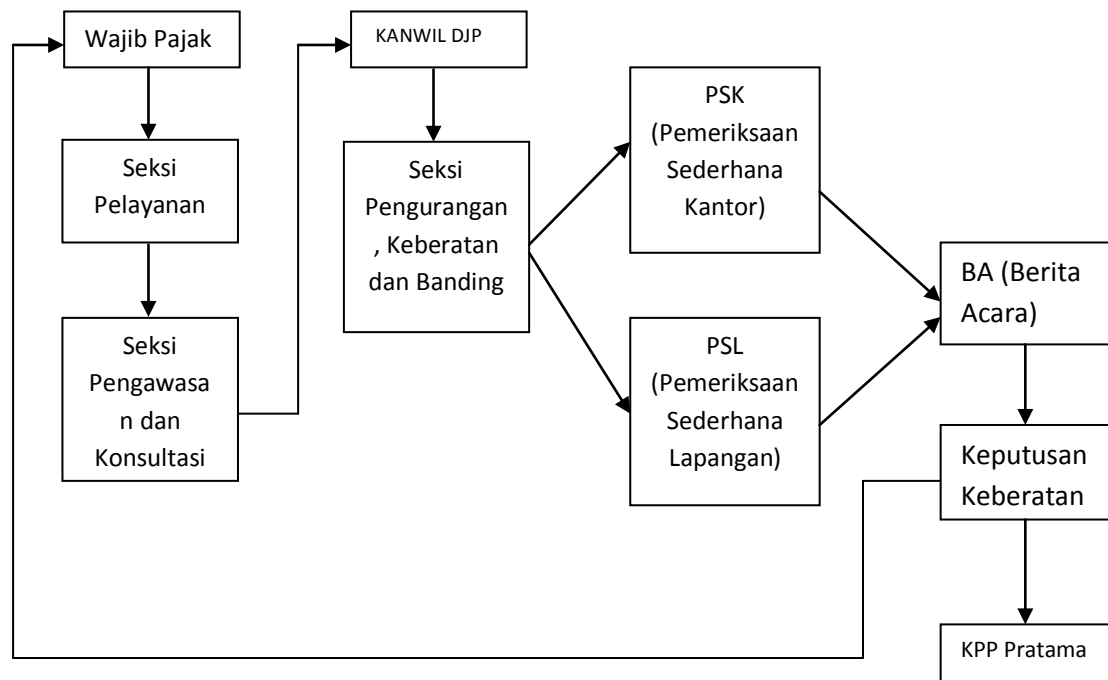 Wajib Pajak
Seksi
Pelayanan
Seksi
Pengawasa
n dan
Konsultasi
KANWIL DJP
Seksi
Pengurangan
, Keberatan
dan Banding
PSK
(Pemeriksaan
Sederhana
Kantor)
PSL
(Pemeriksaan
Sederhana
Lapangan)
BA (Berita
Acara)
Keputusan
Keberatan
KPP Pratama